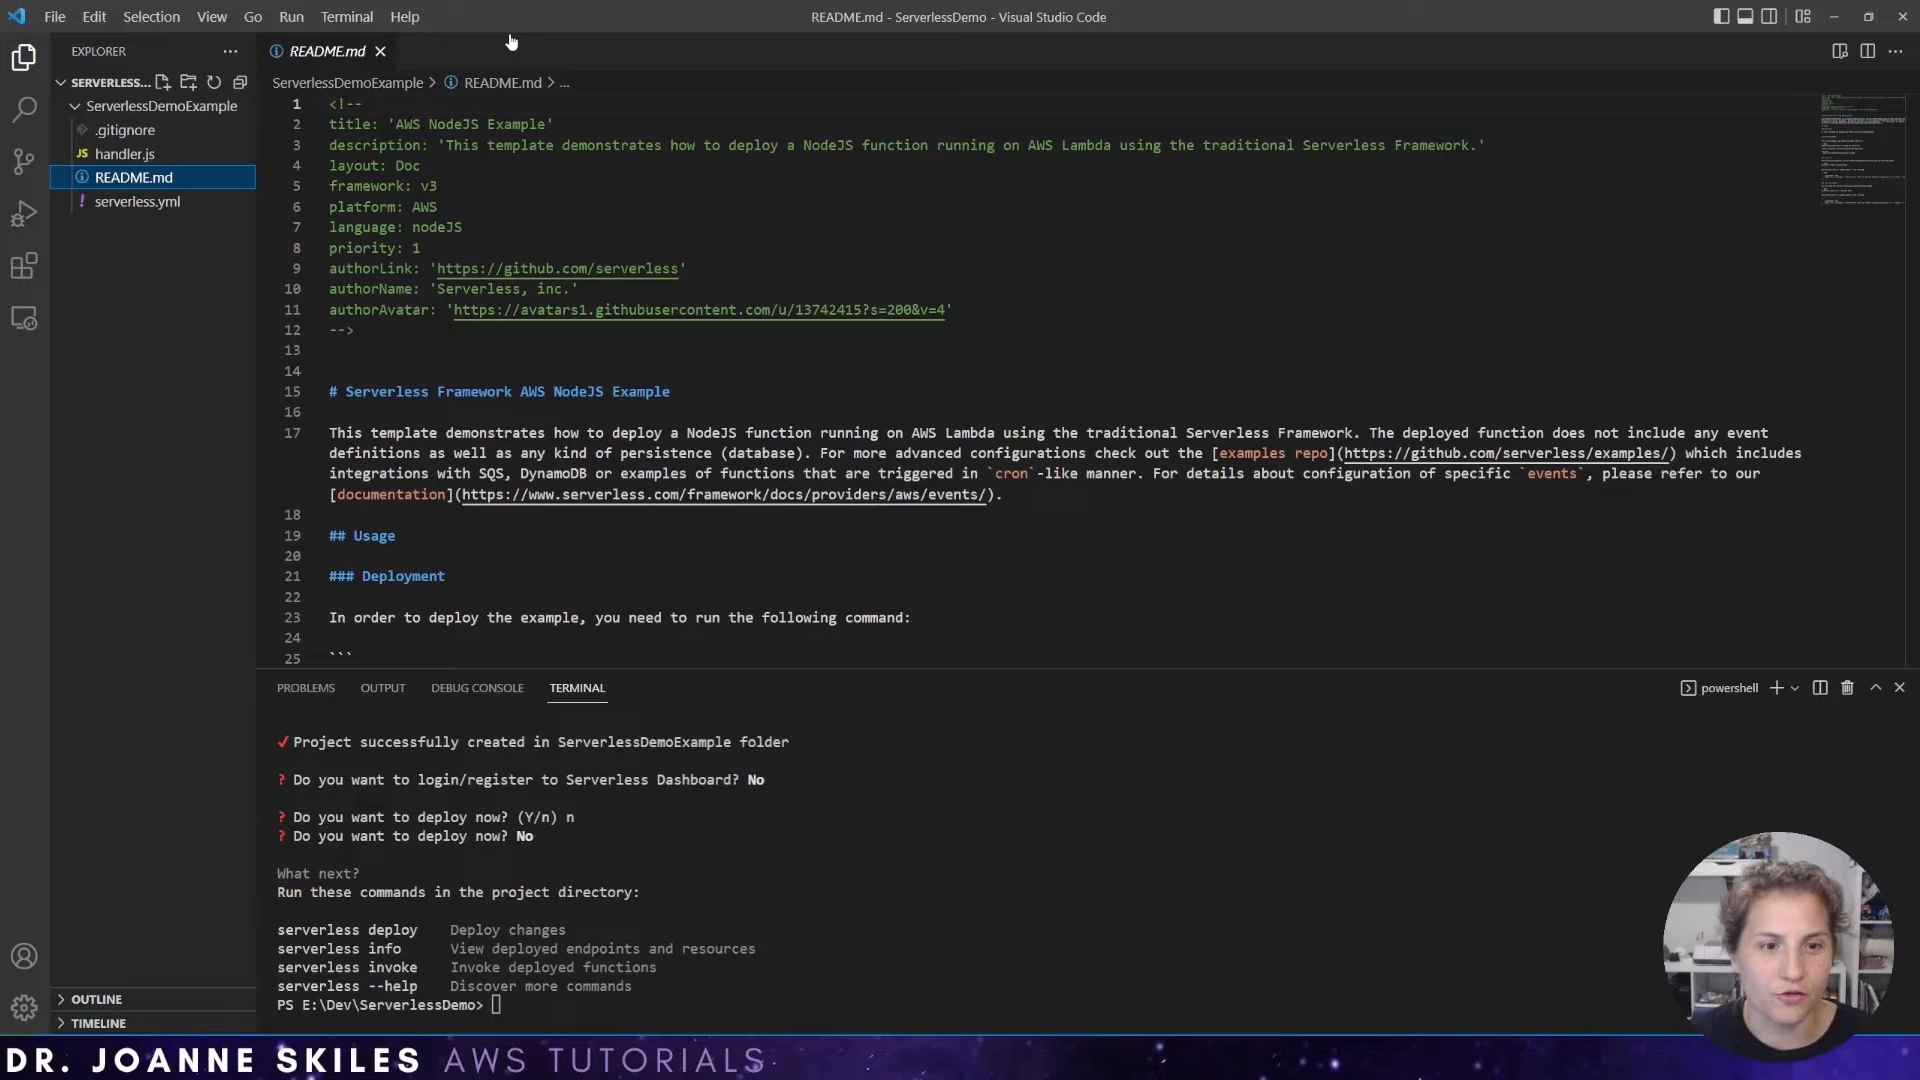 File Edit Selection View Go Run Terminal Help
README.md - ServerlessDemo - Visual Studio Code
EXPLORER
SERVERLESS...
ServerlessDemoExample
.gitignore
JS handler.js
README.md
! serverless.yml
OUTLINE
TIMELINE
README.md
ServerlessDemoExample > README.md > ...
1 <!--
2 title: 'AWS NodeJS Example'
3 description: 'This template demonstrates how to deploy a NodeJS function running on AWS Lambda using the traditional Serverless Framework.'
4 layout: Doc
5 framework: v3
6 platform: AWS
7 language: nodeJS
8 priority: 1
9 authorLink: 'https://github.com/serverless'
10 authorName: 'Serverless, inc.'
11 authorAvatar: 'https://avatars1.githubusercontent.com/u/13742415?s=200&v=4'
12 -->
13
14
15 # Serverless Framework AWS NodeJS Example
16
17 This template demonstrates how to deploy a NodeJS function running on AWS Lambda using the traditional Serverless Framework. The deployed function does not include any event
definitions as well as any kind of persistence (database). For more advanced configurations check out the [examples repo](https://github.com/serverless/examples/) which includes
integrations with SQS, DynamoDB or examples of functions that are triggered in `cron`-like manner. For details about configuration of specific `events`, please refer to our
[documentation](https://www.serverless.com/framework/docs/providers/aws/events/).
18
19 ## Usage
20
21 ### Deployment
22
23 In order to deploy the example, you need to run the following command:
24
25 ```
PROBLEMS OUTPUT DEBUG CONSOLE TERMINAL
powershell
✓ Project successfully created in ServerlessDemoExample folder
? Do you want to login/register to Serverless Dashboard? No
? Do you want to deploy now? (Y/n) n
? Do you want to deploy now? No
What next?
Run these commands in the project directory:
serverless deploy Deploy changes
serverless info View deployed endpoints and resources
serverless invoke Invoke deployed functions
serverless --help Discover more commands
PS E:\Dev\ServerlessDemo>
DR. JOANNE SKILES AWS TUTORIALS